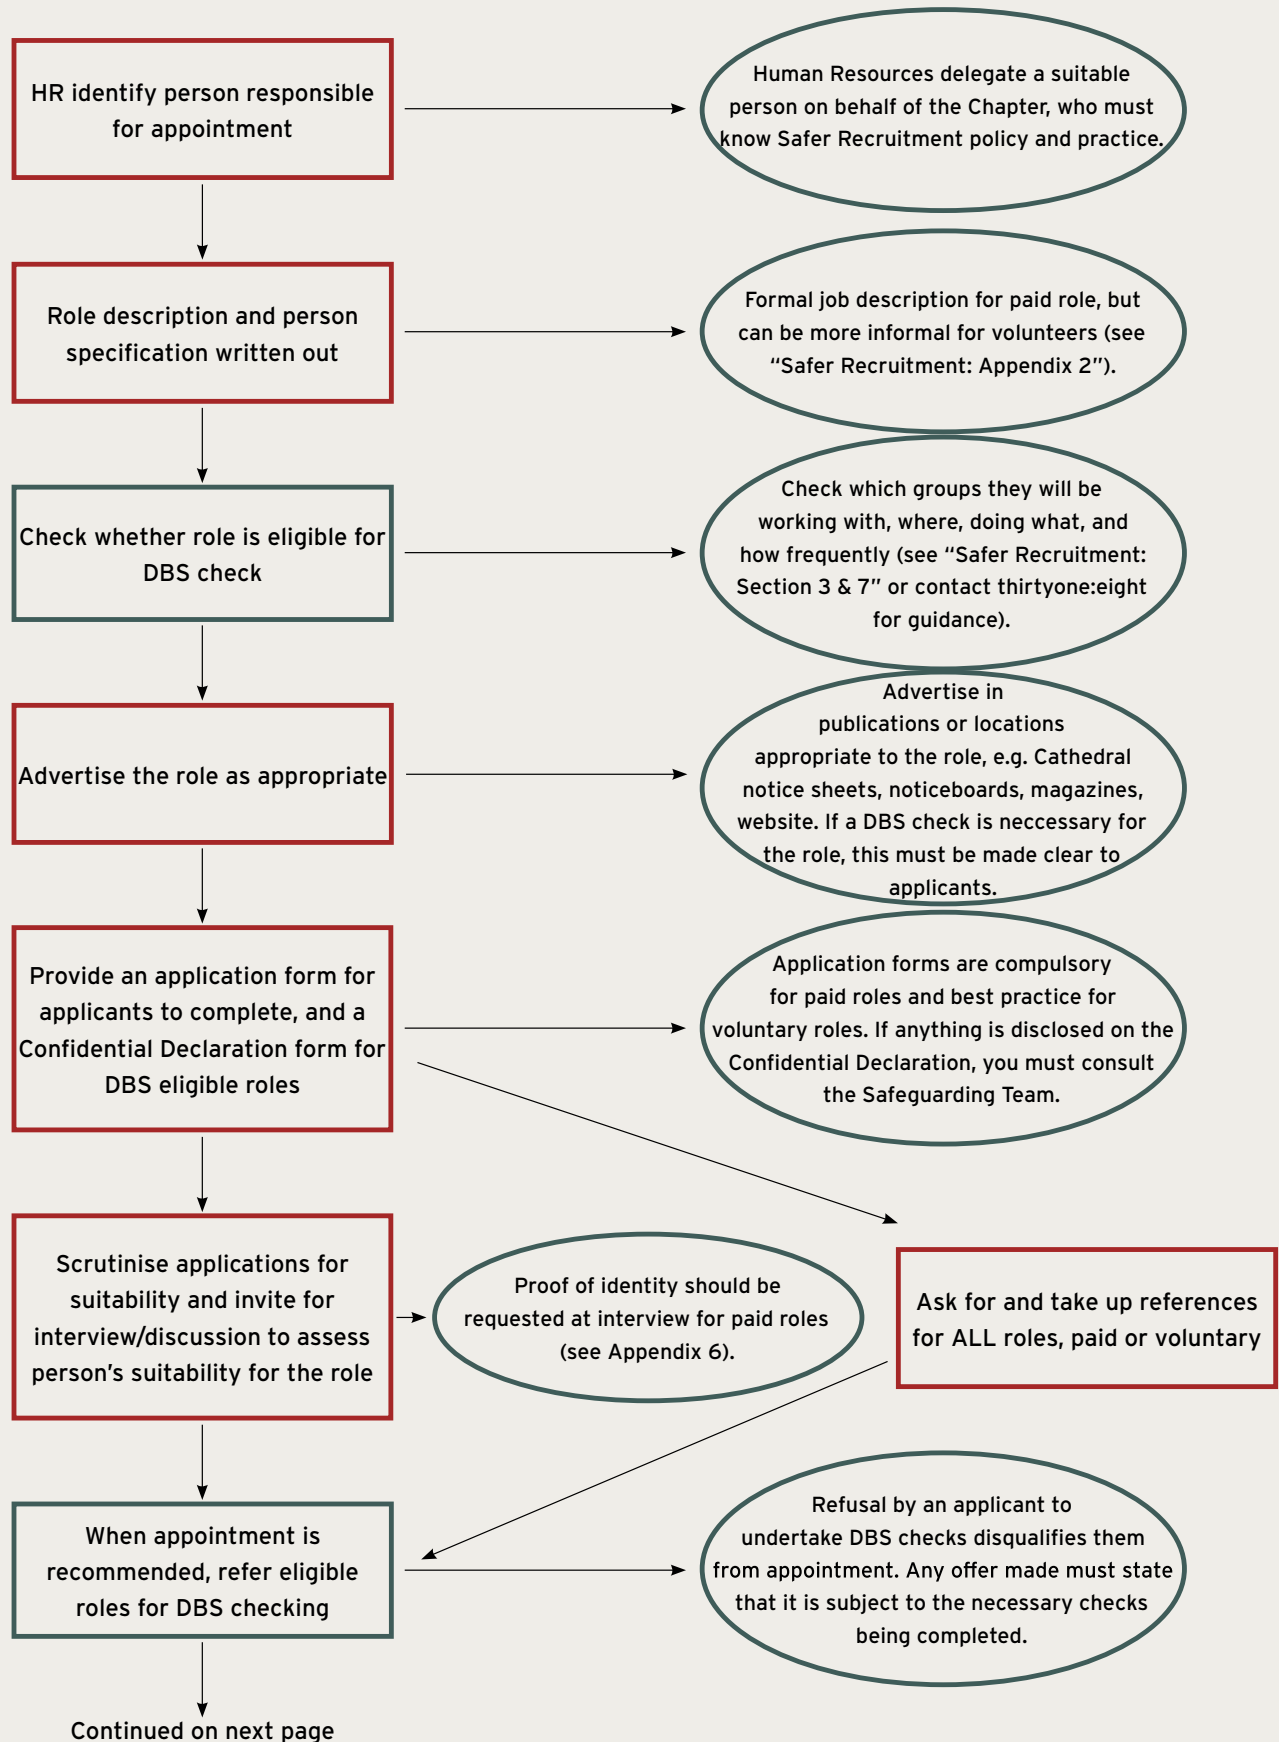 HR identify person responsible
for appointment
Human Resources delegate a suitable
person on behalf of the Chapter, who must
know Safer Recruitment policy and practice.
Role description and person
specification written out
Formal job description for paid role, but
can be more informal for volunteers (see
“Safer Recruitment: Appendix 2”).
Check whether role is eligible for
DBS check
Check which groups they will be
working with, where, doing what, and
how frequently (see “Safer Recruitment:
Section 3 & 7” or contact thirtyone:eight
for guidance).
Advertise the role as appropriate
Advertise in
publications or locations
appropriate to the role, e.g. Cathedral
notice sheets, noticeboards, magazines,
website. If a DBS check is neccessary for
the role, this must be made clear to
applicants.
Provide an application form for
applicants to complete, and a
Confidential Declaration form for
DBS eligible roles
Application forms are compulsory
for paid roles and best practice for
voluntary roles. If anything is disclosed on the
Confidential Declaration, you must consult
the Safeguarding Team.
Scrutinise applications for
suitability and invite for
interview/discussion to assess
person’s suitability for the role
Proof of identity should be
requested at interview for paid roles
(see Appendix 6).
Ask for and take up references
for ALL roles, paid or voluntary
When appointment is
recommended, refer eligible
roles for DBS checking
Refusal by an applicant to
undertake DBS checks disqualifies them
from appointment. Any offer made must state
that it is subject to the necessary checks
being completed.
Continued on next page